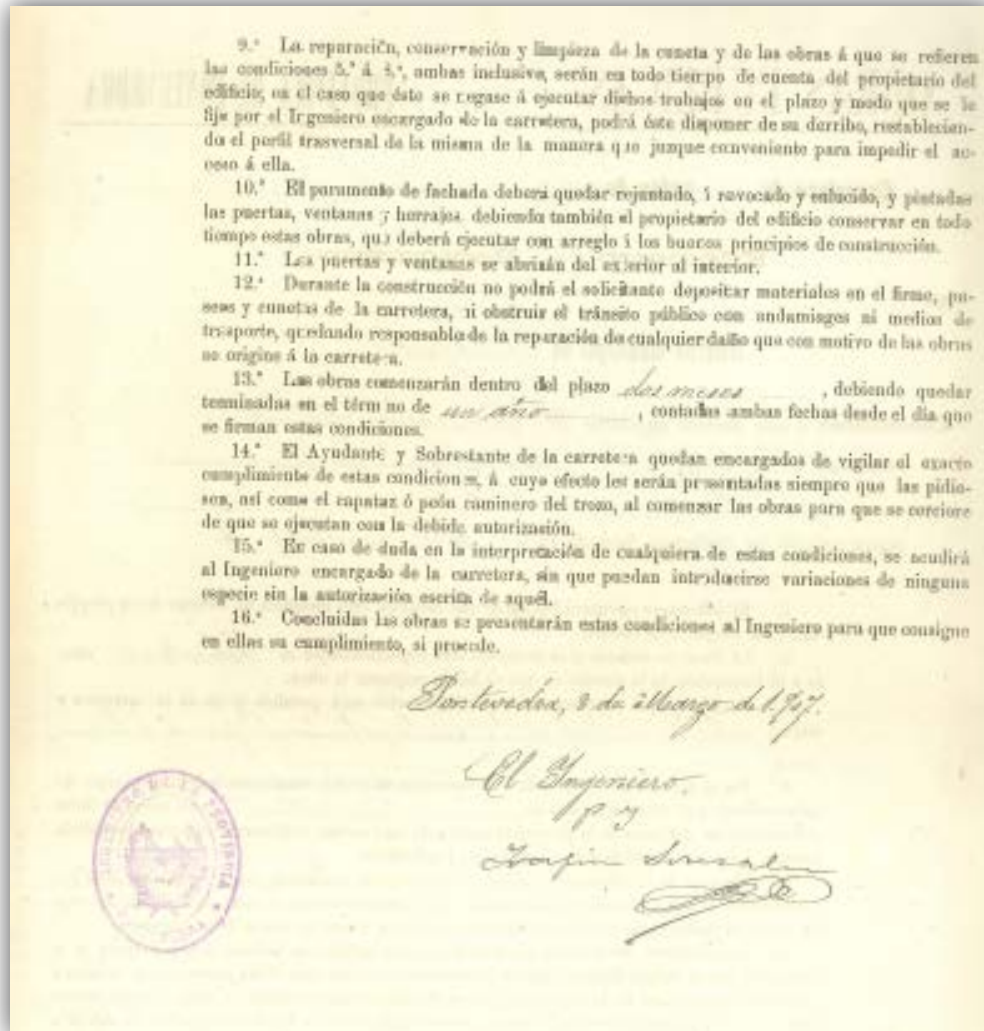 9.ª La reparación, conservación y limpieza de la cuneta y de las obras á que se refieren
las condiciones 5.ª á 8.ª, ambas inclusive, serán en todo tiempo de cuenta del propietario del
edificio, en el caso que éste se negase á ejecutar dichos trabajos en el plazo y modo que se le
fije por el Ingeniero encargado de la carretera, podrá éste disponer de su derribo, restablecien-
do el perfil trasversal de la misma de la manera que juzgue conveniente para impedir el ac-
ceso á ella.
10.ª El paramento de fachada deberá quedar rejuntado, ó revocado y enlucido, y pintadas
las puertas, ventanas y herrajes debiendo también el propietario del edificio conservar en todo
tiempo estas obras, que deberá ejecutar con arreglo á los buenos principios de construcción.
11.ª Las puertas y ventanas se abrirán del exterior al interior.
12.ª Durante la construcción no podrá el solicitante depositar materiales en el firme, pa-
seos y cunetas de la carretera, ni obstruir el tránsito público con andamiages ni medios de
trasporte, quedando responsable de la reparación de cualquier daño que con motivo de las obras
se origine á la carretera.
13.ª Las obras comenzarán dentro del plazo dos meses , debiendo quedar
terminadas en el término de un año , contadas ambas fechas desde el día que
se firman estas condiciones.
14.ª El Ayudante y Sobrestante de la carretera quedan encargados de vigilar el exacto
cumplimiento de estas condiciones, á cuyo efecto les serán presentadas siempre que las pidie-
sen, así como el capataz ó peón caminero del trozo, al comenzar las obras para que se cerciore
de que se ejecutan con la debida autorización.
15.ª En caso de duda en la interpretación de cualquiera de estas condiciones, se acudirá
al Ingeniero encargado de la carretera, sin que puedan introducirse variaciones de ninguna
especie sin la autorización escrita de aquél.
16.ª Concluidas las obras se presentarán estas condiciones al Ingeniero para que consigne
en ellas su cumplimiento, si procede.
Pontevedra, 8 de Marzo de 1.907.
El Ingeniero.
DE LA PROVINCIA